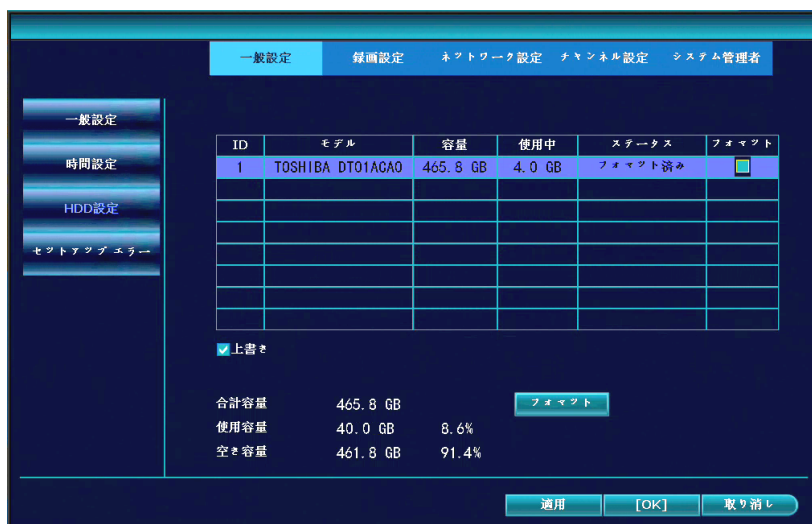 一般設定 録画設定 ネットワーク設定 チャンネル設定 システム管理者
一般設定
時間設定
HDD設定
セットアップ エラー
ID モデル 容量 使用中 ステータス フォマット
1 TOSHIBA DT01ACA0 465.8 GB 4.0 GB フォマット済み
上書き
合計容量 465.8 GB フォマット
使用容量 40.0 GB 8.6%
空き容量 461.8 GB 91.4%
適用 [OK] 取り消し